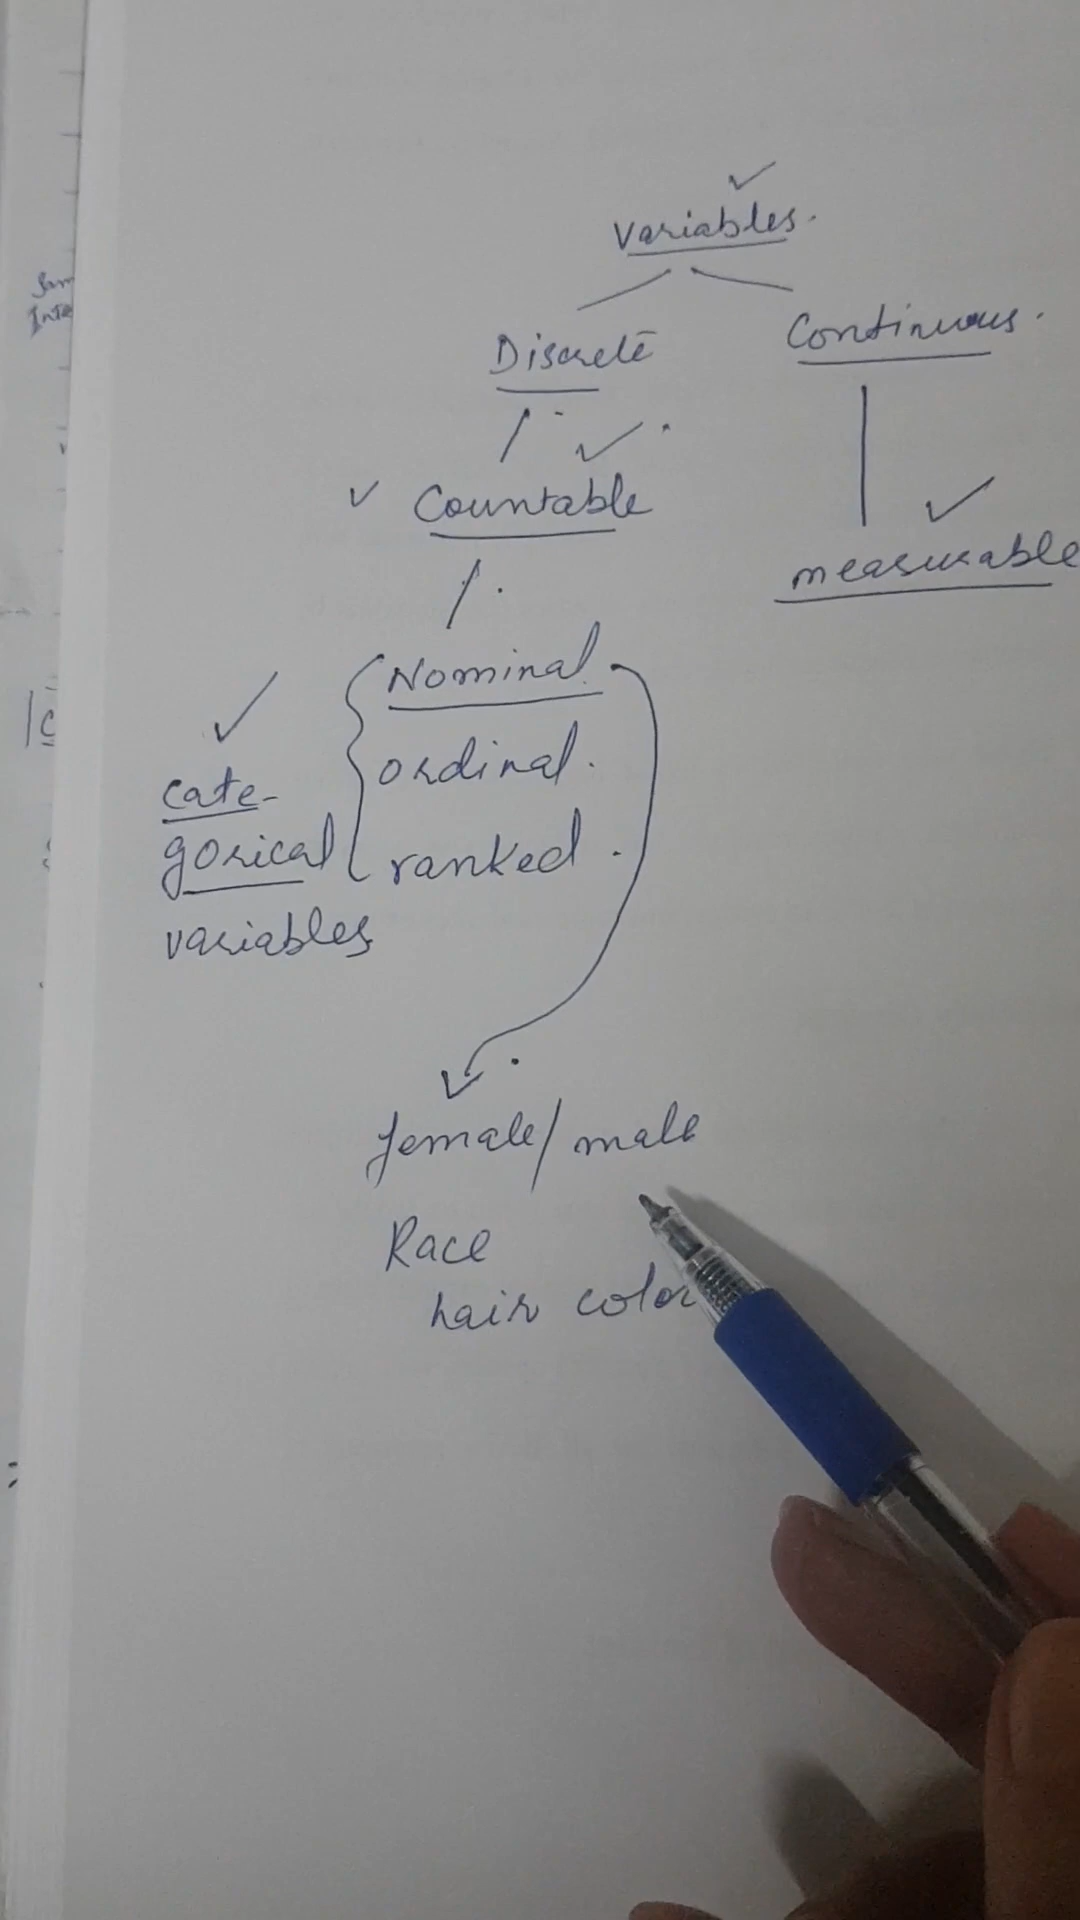 Variables.
Discrete
Continuous.
Countable
measurable
Nominal
ordinal.
cate-
gorical
ranked.
variables
female/male
Race
hair color